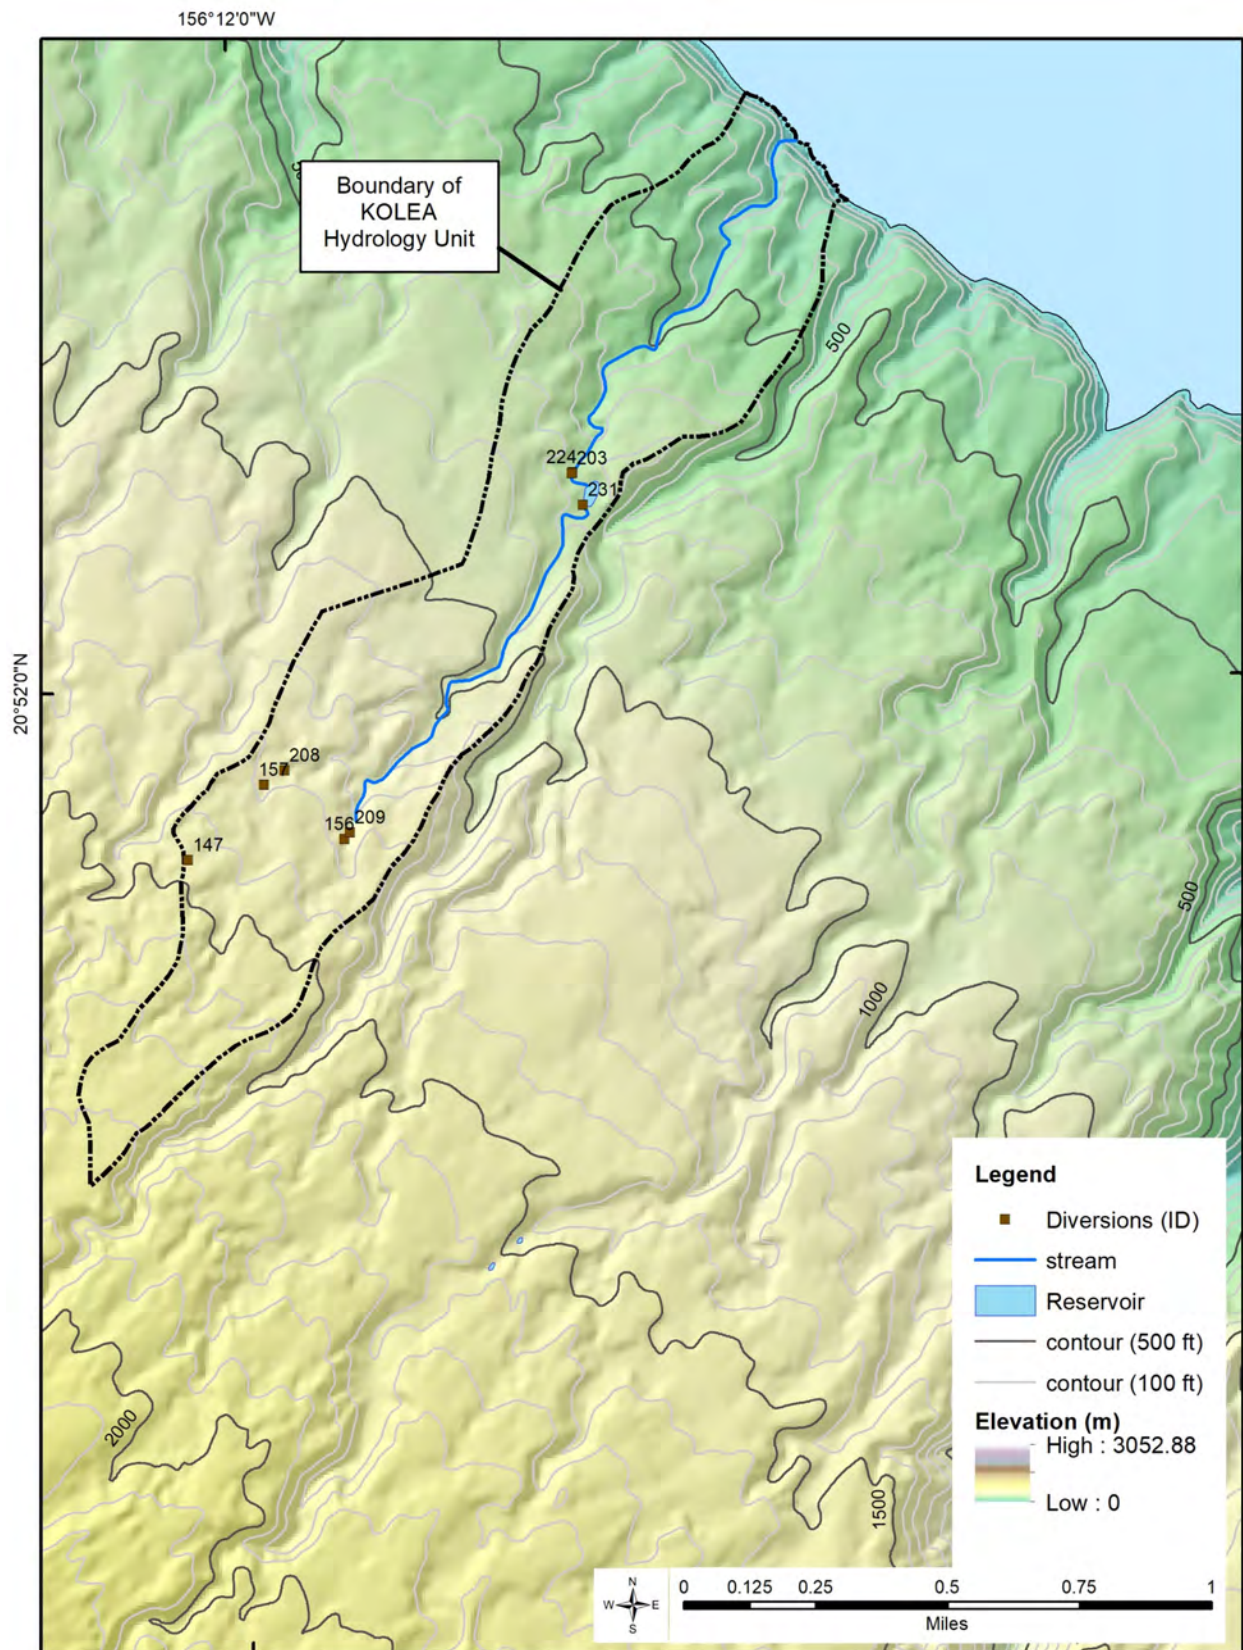 156°12'0"W
Boundary of
KOLEA
Hydrology Unit
500
224203
231
20°52'0"N
208
157
209
156
147
500
1000
Legend
Diversions (ID)
stream
Reservoir
contour (500 ft)
contour (100 ft)
Elevation (m)
High : 3052.88
Low : 0
2000
1500
N
W E
S
0 0.125 0.25 0.5 0.75 1
Miles